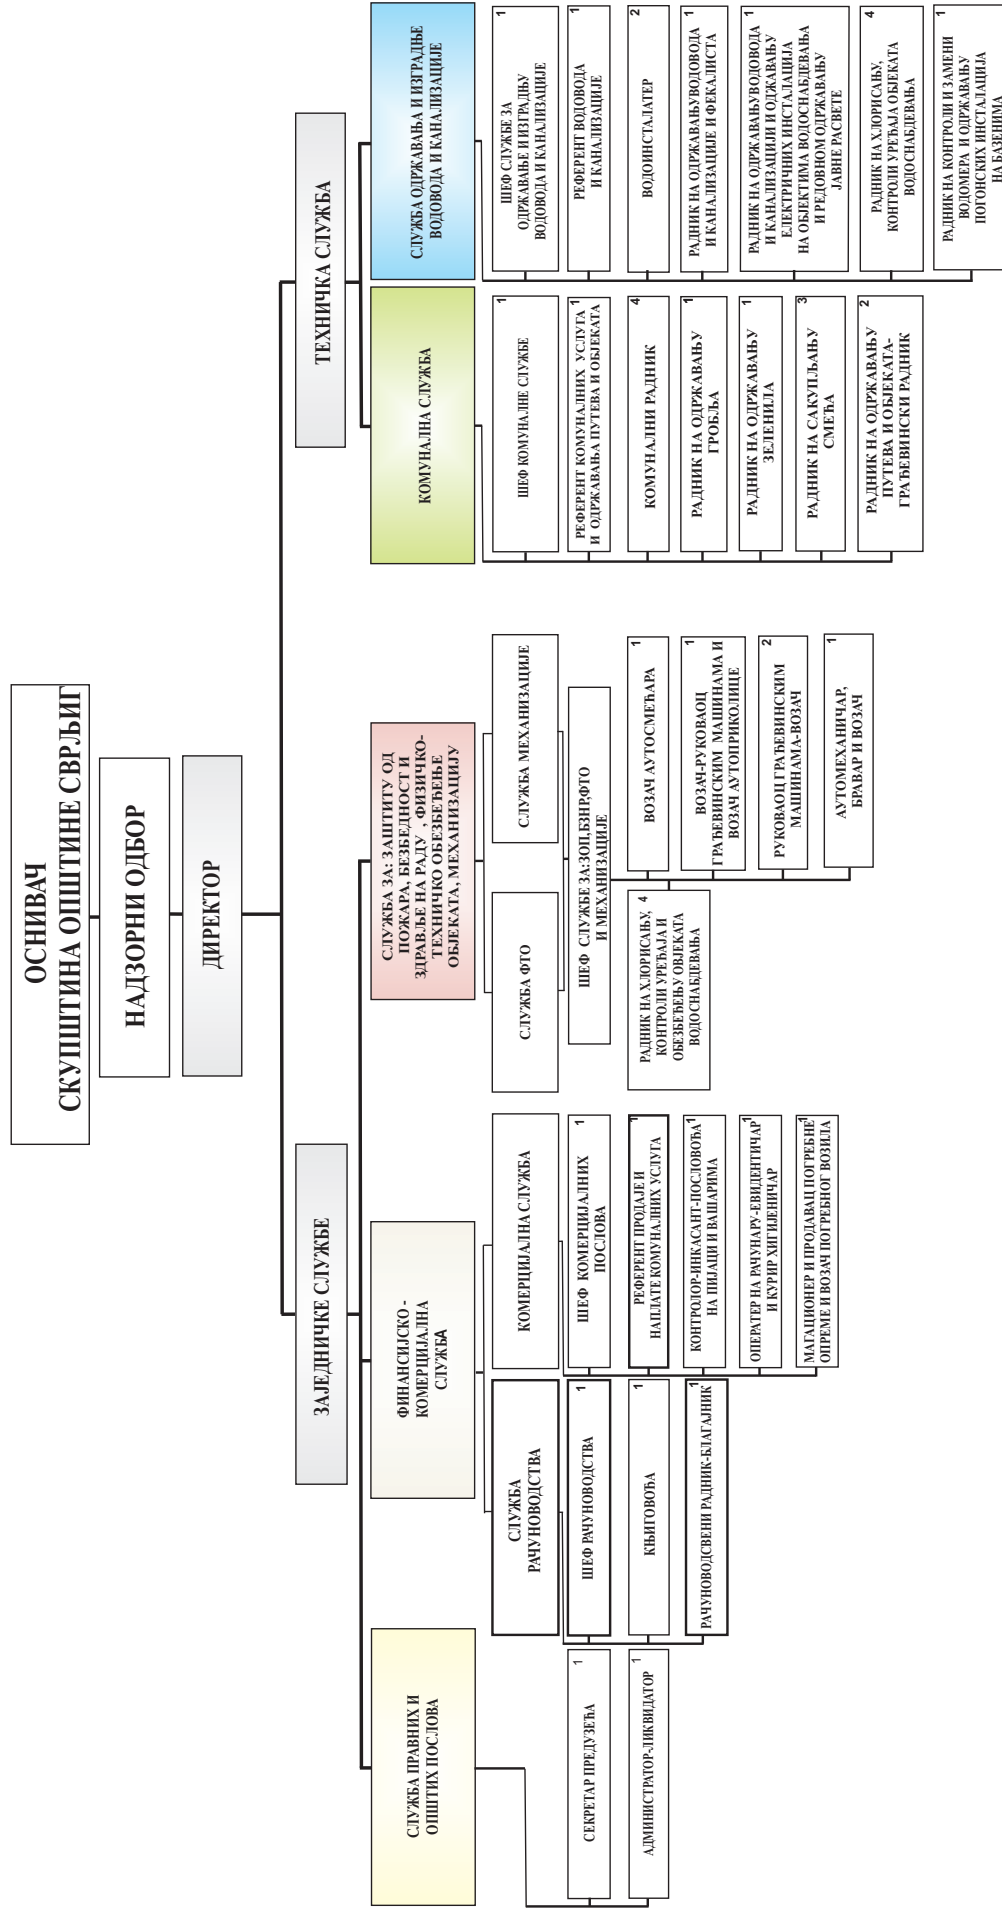 ОСНИВАЧ
СКУПШТИНА ОПШТИНЕ СВРЉИГ
НАДЗОРНИ ОДБОР
ДИРЕКТОР
ЗАЈЕДНИЧКЕ СЛУЖБЕ
ТЕХНИЧКА СЛУЖБА
СЛУЖБА ПРАВНИХ И
ОПШТИХ ПОСЛОВА
ФИНАНСИЈСКО -
КОМЕРЦИЈАЛНА
СЛУЖБА
СЛУЖБА ЗА: ЗАШТИТУ ОД
ПОЖАРА, БЕЗБЕДНОСТ И
ЗДРАВЉЕ НА РАДУ , ФИЗИЧКО-
ТЕХНИЧКО ОБЕЗБЕЂЕЊЕ
ОБЈЕКАТА, МЕХАНИЗАЦИЈУ
КОМУНАЛНА СЛУЖБА
СЛУЖБА ОДРЖАВАЊА И ИЗГРАДЊЕ
ВОДОВОДА И КАНАЛИЗАЦИЈЕ
СЕКРЕТАР ПРЕДУЗЕЋА
1
АДМИНИСТРАТОР-ЛИКВИДАТОР
1
СЛУЖБА
РАЧУНОВОДСТВА
ШЕФ РАЧУНОВОДСТВА
1
КЊИГОВОЂА
1
РАЧУНОВОДСВЕНИ РАДНИК-БЛАГАЈНИК
1
КОМЕРЦИЈАЛНА СЛУЖБА
ШЕФ КОМЕРЦИЈАЛНИХ
ПОСЛОВА
1
РЕФЕРЕНТ ПРОДАЈЕ И
НАПЛАТЕ КОМУНАЛНИХ УСЛУГА
1
КОНТРОЛОР-ИНКАСАНТ-ПОСЛОВОЂА
НА ПИЈАЦИ И ВАШАРИМА
1
ОПЕРАТЕР НА РАЧУНАРУ-ЕВИДЕНТИЧАР
И КУРИР ХИГИЈЕНИЧАР
1
МАГАЦИОНЕР И ПРОДАВАЦ ПОГРЕБНЕ
ОПРЕМЕ И ВОЗАЧ ПОГРЕБНОГ ВОЗИЛА
1
СЛУЖБА ФТО
СЛУЖБА МЕХАНИЗАЦИЈЕ
ШЕФ СЛУЖБЕ ЗА:ЗОП,БЗНР,ФТО
И МЕХАНИЗАЦИЈЕ
1
РАДНИК НА ХЛОРИСАЊУ,
КОНТРОЛИ УРЕЂАЈА И
ОБЕЗБЕЂЕЊУ ОВЈЕКАТА
ВОДОСНАБДЕВАЊА
4
ВОЗАЧ АУТОСМЕЋАРА
1
ВОЗАЧ-РУКОВАОЦ
ГРАЂЕВИНСКИМ МАШИНАМА И
ВОЗАЧ АУТОПРИКОЛИЦЕ
1
РУКОВАОЦ ГРАЂЕВИНСКИМ
МАШИНАМА-ВОЗАЧ
2
АУТОМЕХАНИЧАР,
БРАВАР И ВОЗАЧ
1
ШЕФ КОМУНАЛНЕ СЛУЖБЕ
1
РЕФЕРЕНТ КОМУНАЛНИХ УСЛУГА
И ОДРЖАВАЊА ПУТЕВА И ОБЈЕКАТА
1
КОМУНАЛНИ РАДНИК
4
РАДНИК НА ОДРЖАВАЊУ
ГРОБЉА
1
РАДНИК НА ОДРЖАВАЊУ
ЗЕЛЕНИЛА
1
РАДНИК НА САКУПЉАЊУ
СМЕЋА
3
РАДНИК НА ОДРЖАВАЊУ
ПУТЕВА И ОБЈЕКАТА-
ГРАЂЕВИНСКИ РАДНИК
2
ШЕФ СЛУЖБЕ ЗА
ОДРЖАВАЊЕ И ИЗГРАДЊУ
ВОДОВОДА И КАНАЛИЗАЦИЈЕ
1
РЕФЕРЕНТ ВОДОВОДА
И КАНАЛИЗАЦИЈЕ
1
ВОДОИНСТАЛАТЕР
2
РАДНИК НА ОДРЖАВАЊУВОДОВОДА
И КАНАЛИЗАЦИЈЕ И ФЕКАЛИСТА
1
РАДНИК НА ОДРЖАВАЊУВОДОВОДА
И КАНАЛИЗАЦИЈИ И ОДЖАВАЊУ
ЕЛЕКТРИЧНИХ ИНСТАЛАЦИЈА
НА ОБЈЕКТИМА ВОДОСНАБДЕВАЊА
И РЕДОВНОМ ОДРЖАВАЊУ
ЈАВНЕ РАСВЕТЕ
1
РАДНИК НА ХЛОРИСАЊУ,
КОНТРОЛИ УРЕЂАЈА ОБЈЕКАТА
ВОДОСНАБДЕВАЊА
4
РАДНИК НА КОНТРОЛИ И ЗАМЕНИ
ВОДОМЕРА И ОДРЖАВАЊУ
ПОГОНСКИХ ИНСТАЛАЦИЈА
НА БАЗЕНИМА
1